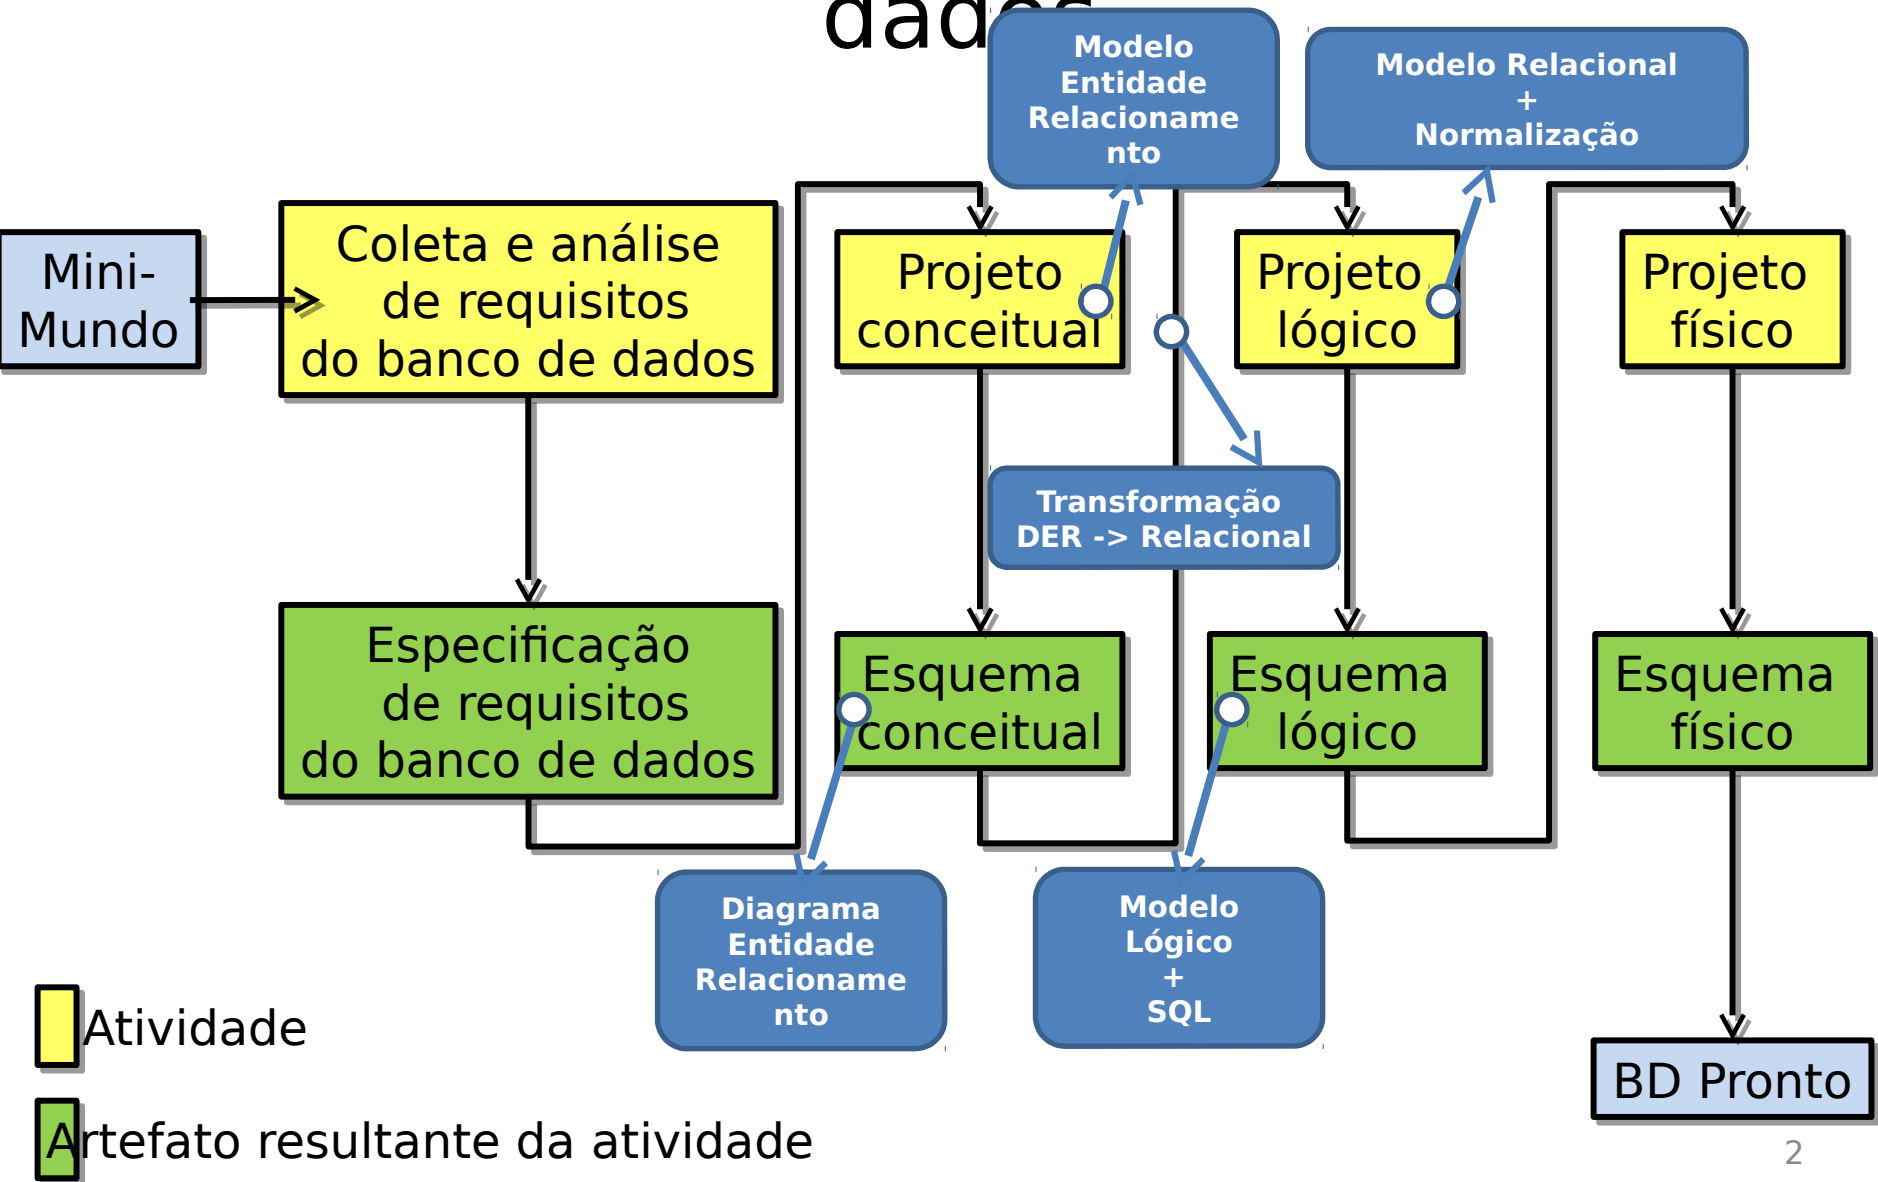 dados
Modelo
Entidade
Relacioname
nto
Modelo Relacional
+
Normalização
Mini-
Mundo
Coleta e análise
de requisitos
do banco de dados
Projeto
conceitual
Projeto
lógico
Projeto
físico
Transformação
DER -> Relacional
Especificação
de requisitos
do banco de dados
Esquema
conceitual
Esquema
lógico
Esquema
físico
Diagrama
Entidade
Relacioname
nto
Modelo
Lógico
+
SQL
Atividade
Artefato resultante da atividade
BD Pronto
2